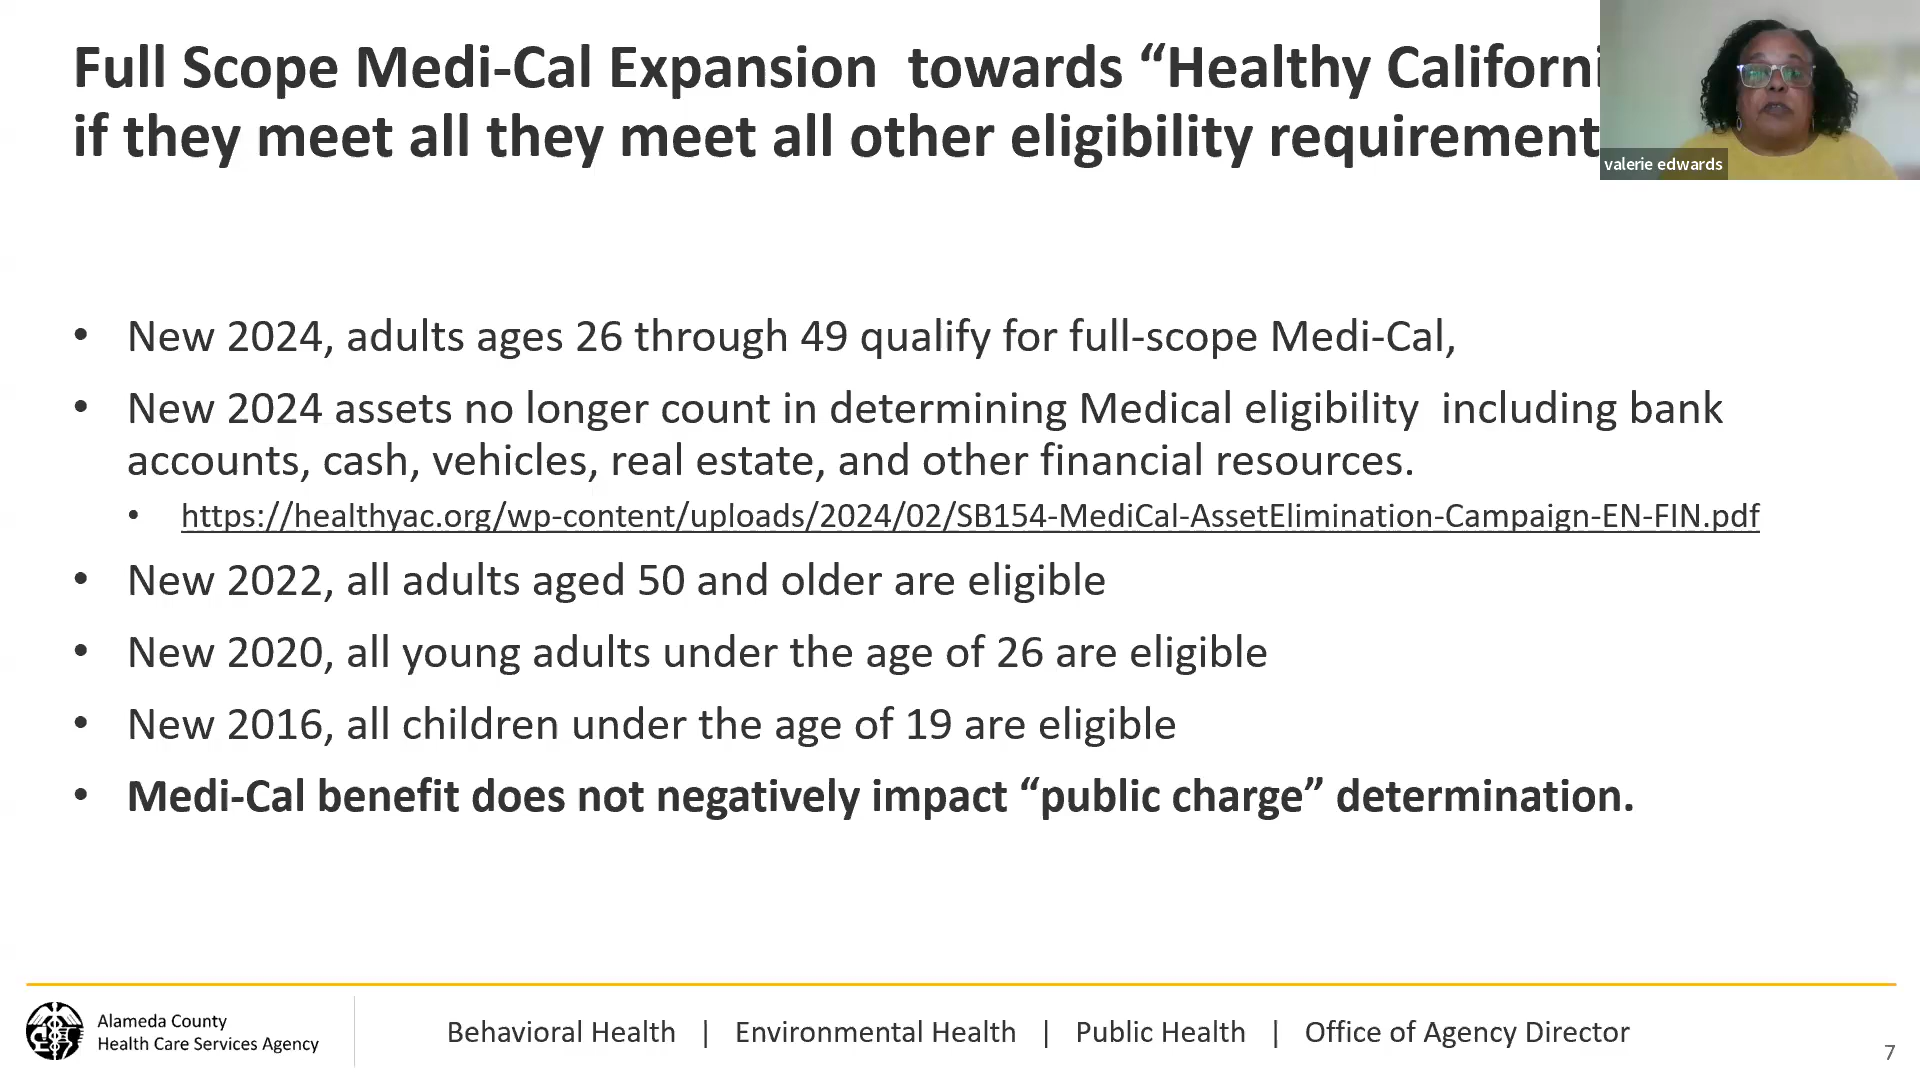 Full Scope Medi-Cal Expansion  towards “Healthy Californi
if they meet all they meet all other eligibility requirement
valerie edwards
• New 2024, adults ages 26 through 49 qualify for full-scope Medi-Cal,
• New 2024 assets no longer count in determining Medical eligibility  including bank
accounts, cash, vehicles, real estate, and other financial resources.
• https://healthyac.org/wp-content/uploads/2024/02/SB154-MediCal-AssetElimination-Campaign-EN-FIN.pdf
• New 2022, all adults aged 50 and older are eligible
• New 2020, all young adults under the age of 26 are eligible
• New 2016, all children under the age of 19 are eligible
• Medi-Cal benefit does not negatively impact “public charge” determination.
Alameda County
Health Care Services Agency
Behavioral Health | Environmental Health | Public Health | Office of Agency Director
7